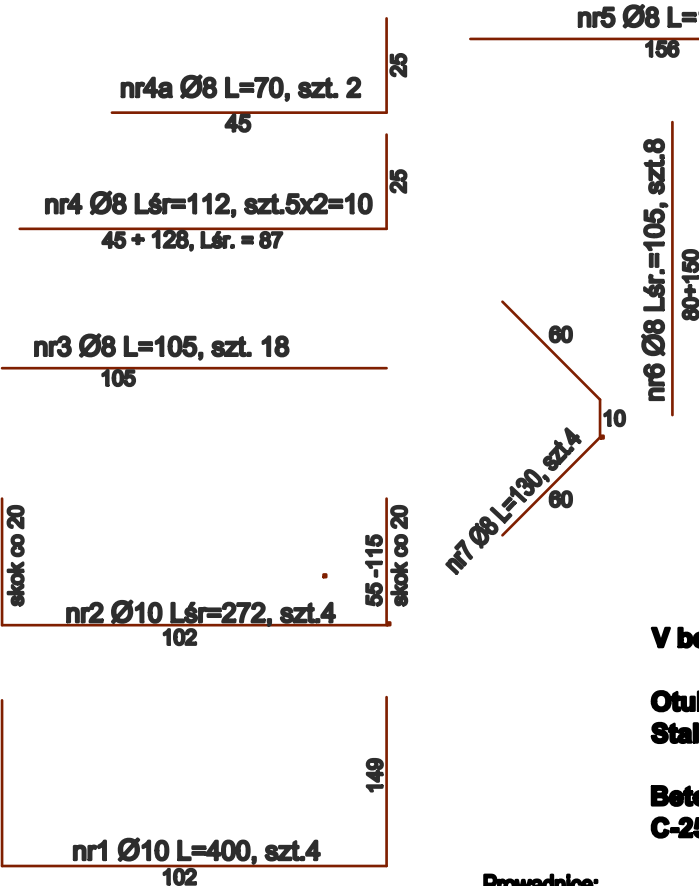 nr5 Ø8 L=
156
25
nr4a Ø8 L=70, szt. 2
45
25
nr4 Ø8 Lśr=112, szt.5x2=10
45 + 128, Lśr. = 87
nr6 Ø8 Lśr.=105, szt.8
80+150
nr3 Ø8 L=105, szt. 18
105
60
10
nr7 Ø8 L=130, szt.4
60
skok co 20
55 -115
skok co 20
nr2 Ø10 Lśr=272, szt.4
102
149
nr1 Ø10 L=400, szt.4
102
V
C-25
Prowadnice: